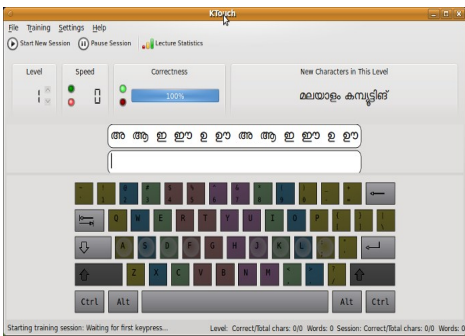 KTouch
File Training Settings Help
Start New Session Pause Session Lecture Statistics
Level Speed Correctness New Characters in This Level
1 0 100% മലയാളം കമ്പ്യൂട്ടിങ്
അ ആ ഇ ഈ ഉ ഊ അ അ ഇ ഈ ഉ ഊ
Q W E R T Y U I O P
A S D F G H J K L
Z X C V B N M
Ctrl Alt Alt Ctrl
Starting training session: Waiting for first keypress... Level: Correct/Total chars: 0/0 Words: 0 Session: Correct/Total chars: 0/0 Words: 0